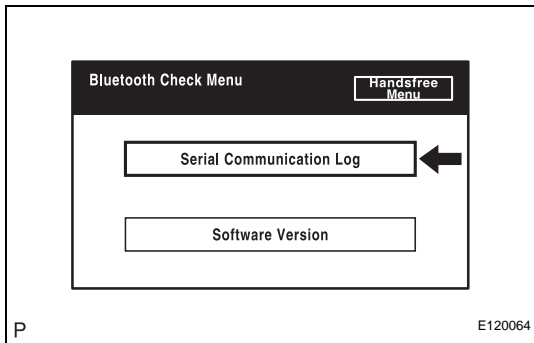 Bluetooth Check Menu
Handsfree
Menu
Serial Communication Log
Software Version
P
E120064